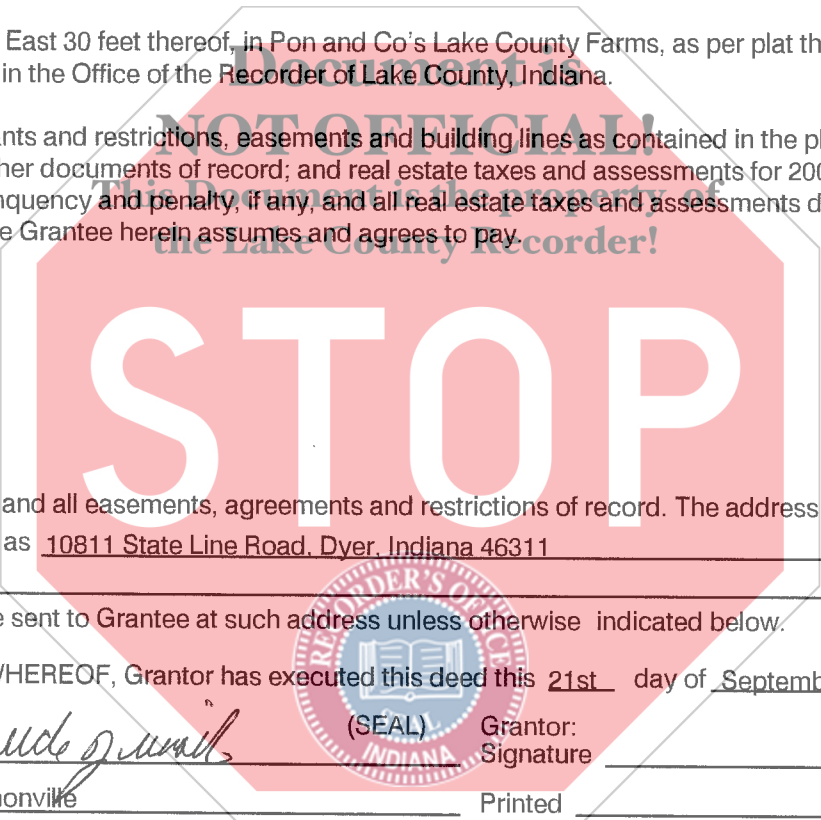 East 30 feet thereof, in Pon and Co's Lake County Farms, as per plat th
in the Office of the Recorder of Lake County, Indiana.
Document is
NOT OFFICIAL!
This Document is the property of
the Lake County Recorder!
nts and restrictions, easements and building lines as contained in the pl
her documents of record; and real estate taxes and assessments for 200
nquency and penalty, if any, and all real estate taxes and assessments d
e Grantee herein assumes and agrees to pay.
STOP
and all easements, agreements and restrictions of record. The address
as 10811 State Line Road, Dyer, Indiana 46311
e sent to Grantee at such address unless otherwise indicated below.
WHEREOF, Grantor has executed this deed this 21st day of Septemb
(SEAL) Grantor:
Signature
onville Printed
RECORDER'S OFFICE
SEAL
INDIANA